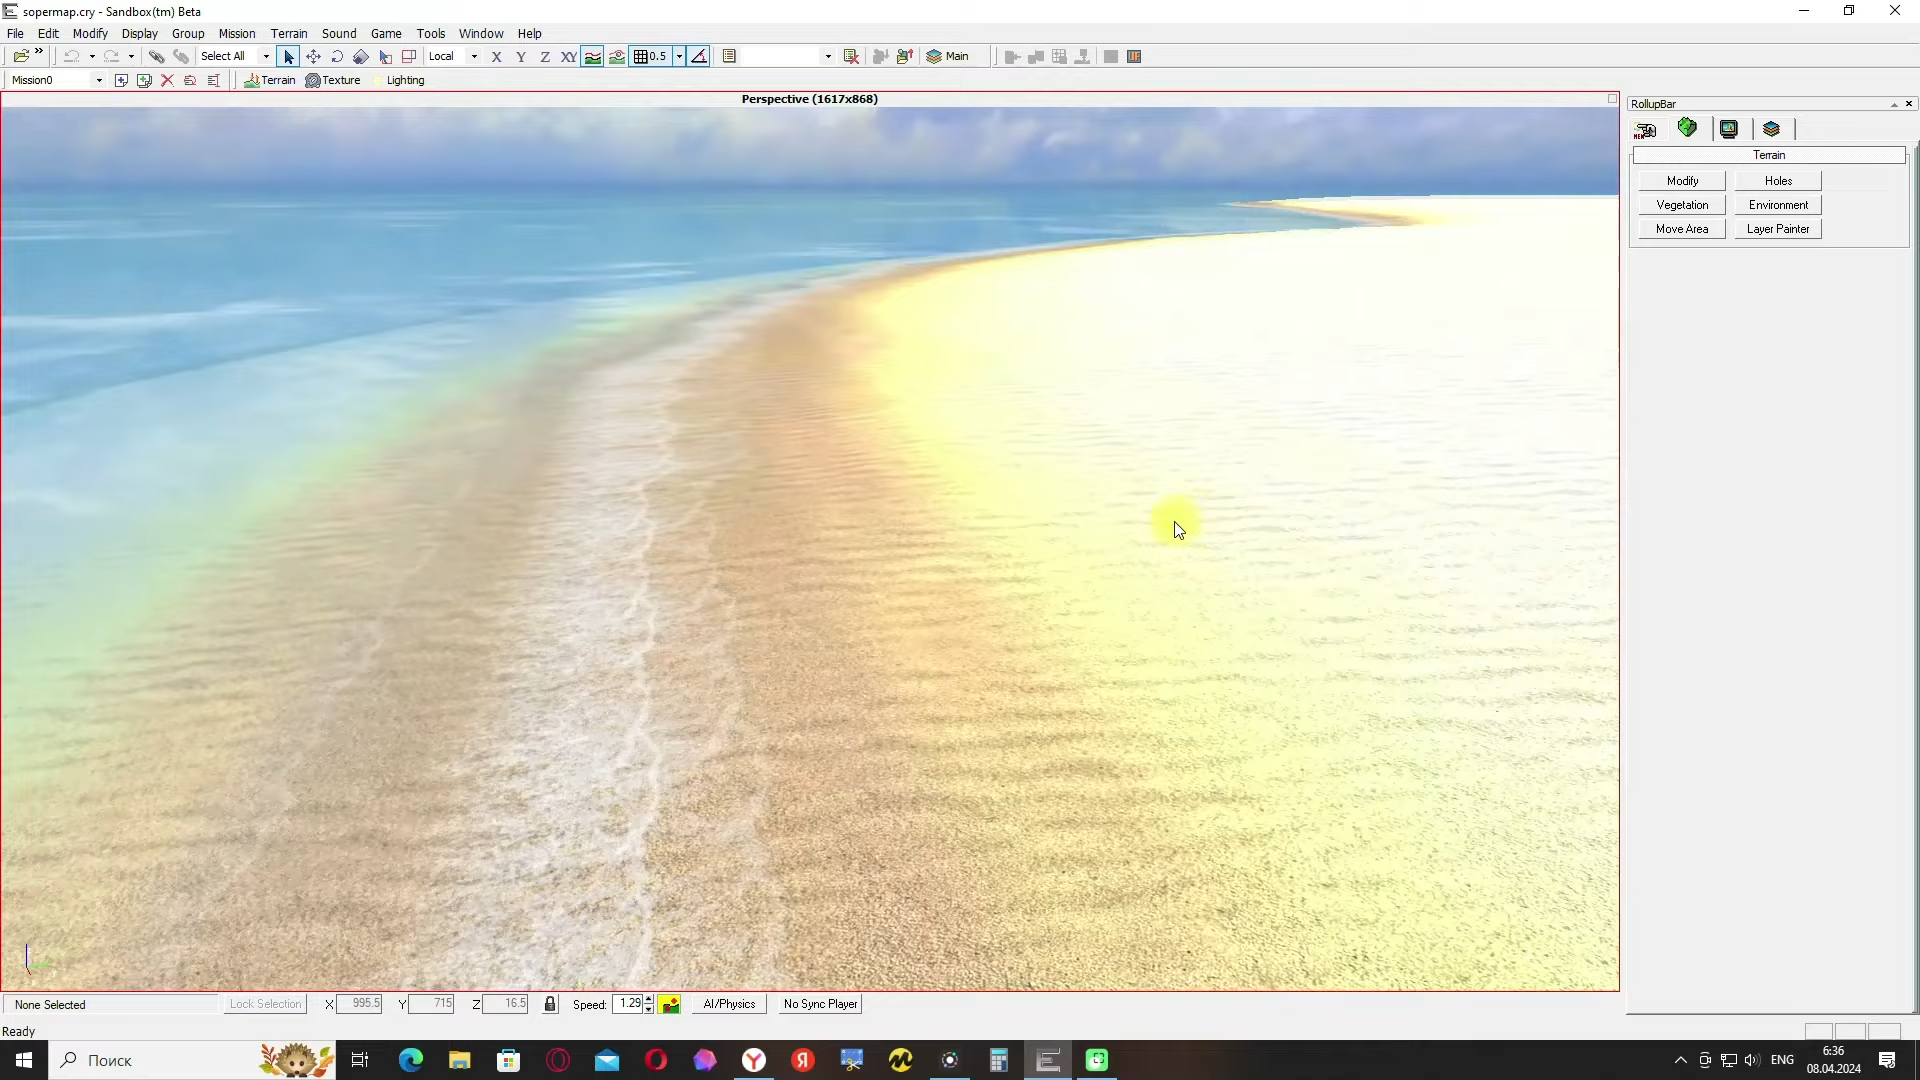 sopermap.cry - Sandbox(tm) Beta
File Edit Modify Display Group Mission Terrain Sound Game Tools Window Help
Select All Local X Y Z XY 0.5 Main
Mission0 Terrain Texture Lighting
Perspective (1617x868)
RollupBar
NEW
Terrain
Modify Holes
Vegetation Environment
Move Area Layer Painter
None Selected Lock Selection X 995.5 Y 715 Z 16.5 Speed: 1.29 AI/Physics No Sync Player
Ready
Поиск
ENG
6:36
08.04.2024